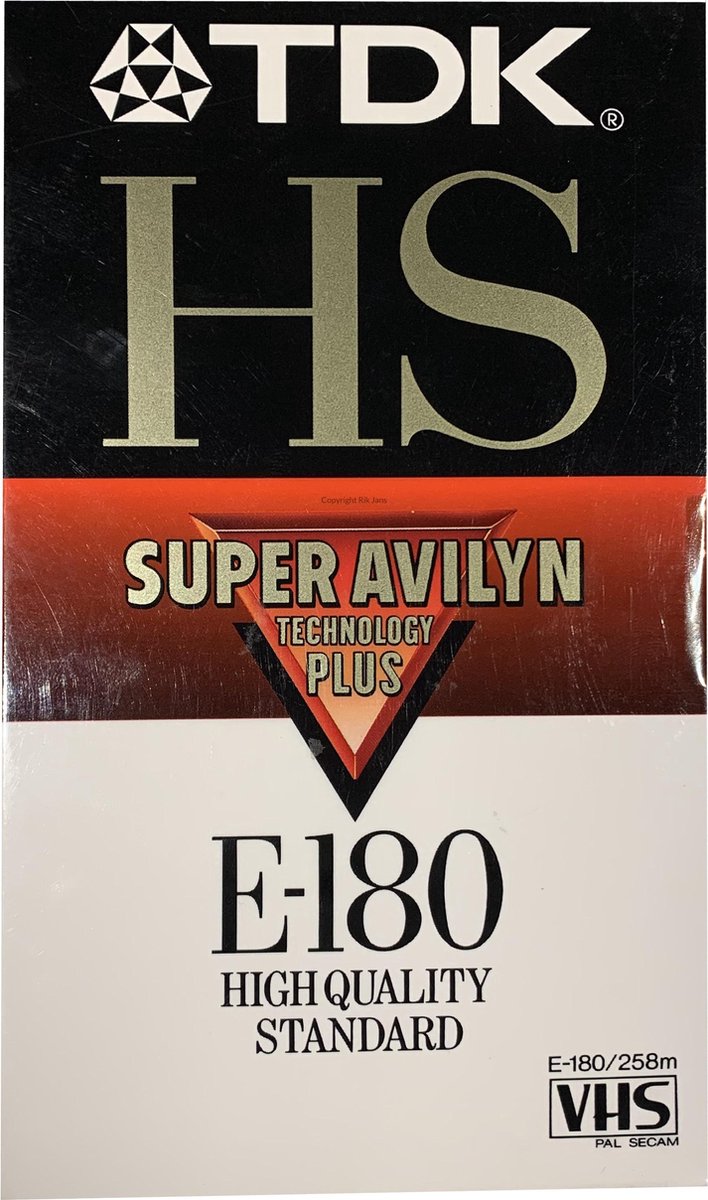 TDK®
HS
Copyright Rik Jans
SUPER AVILYN
TECHNOLOGY
PLUS
E-180
HIGH QUALITY
STANDARD
E-180/258m
VHS
PAL SECAM